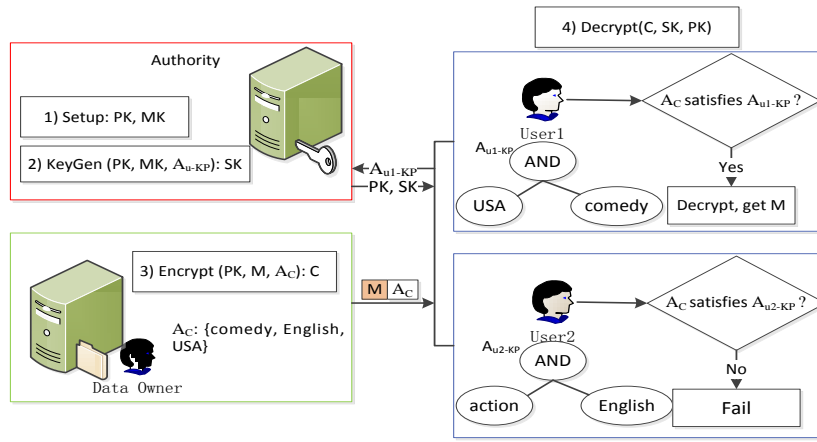 Authority
1) Setup: PK, MK
2) KeyGen (PK, MK, Au-KP): SK
Au1-KP
PK, SK
3) Encrypt (PK, M, AC): C
AC: {comedy, English,
USA}
Data Owner
M AC
4) Decrypt(C, SK, PK)
User1
AC satisfies Au1-KP ?
Au1-KP
AND
USA
comedy
Yes
Decrypt, get M
User2
AC satisfies Au2-KP ?
Au2-KP
AND
action
English
No
Fail